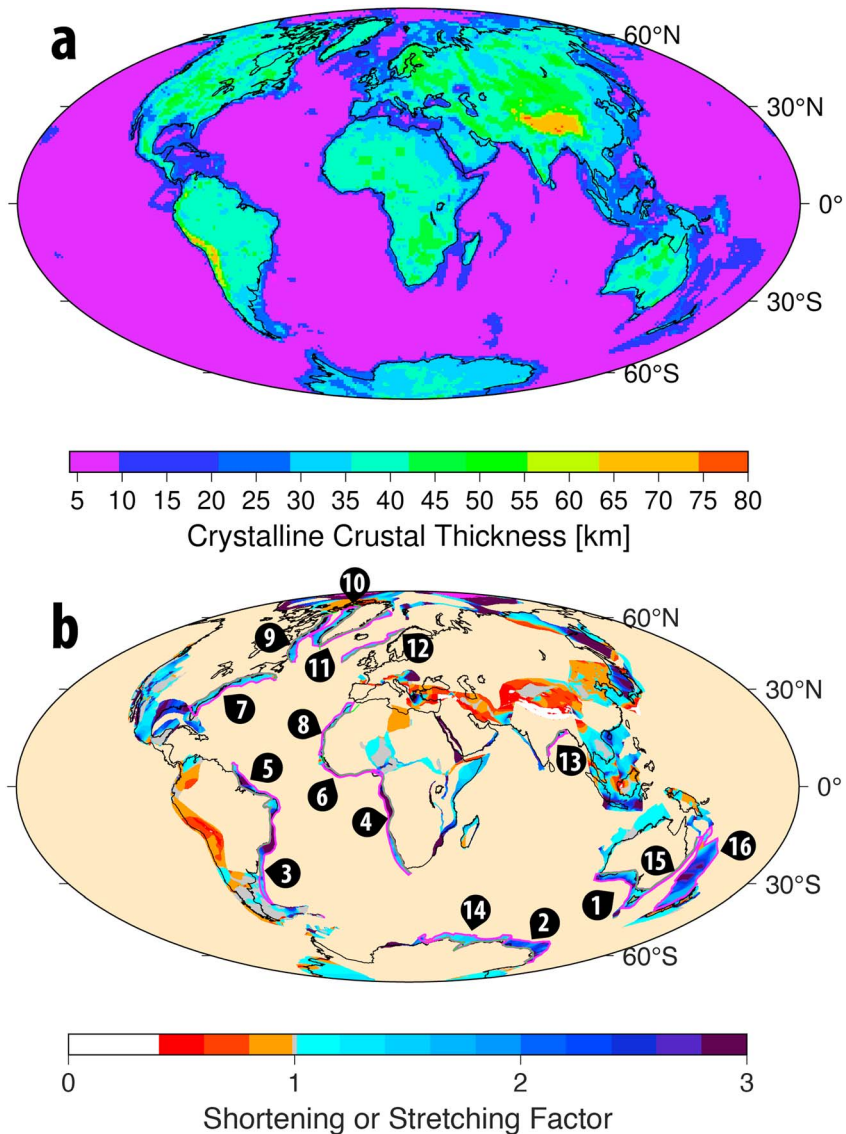 a
60°N
30°N
0°
30°S
60°S
5 10 15 20 25 30 35 40 45 50 55 60 65 70 75 80
Crystalline Crustal Thickness [km]
b
10
60°N
9
11
12
30°N
7
8
13
5
6
0°
4
16
15
3
30°S
1
14
2
60°S
0 1 2 3
Shortening or Stretching Factor